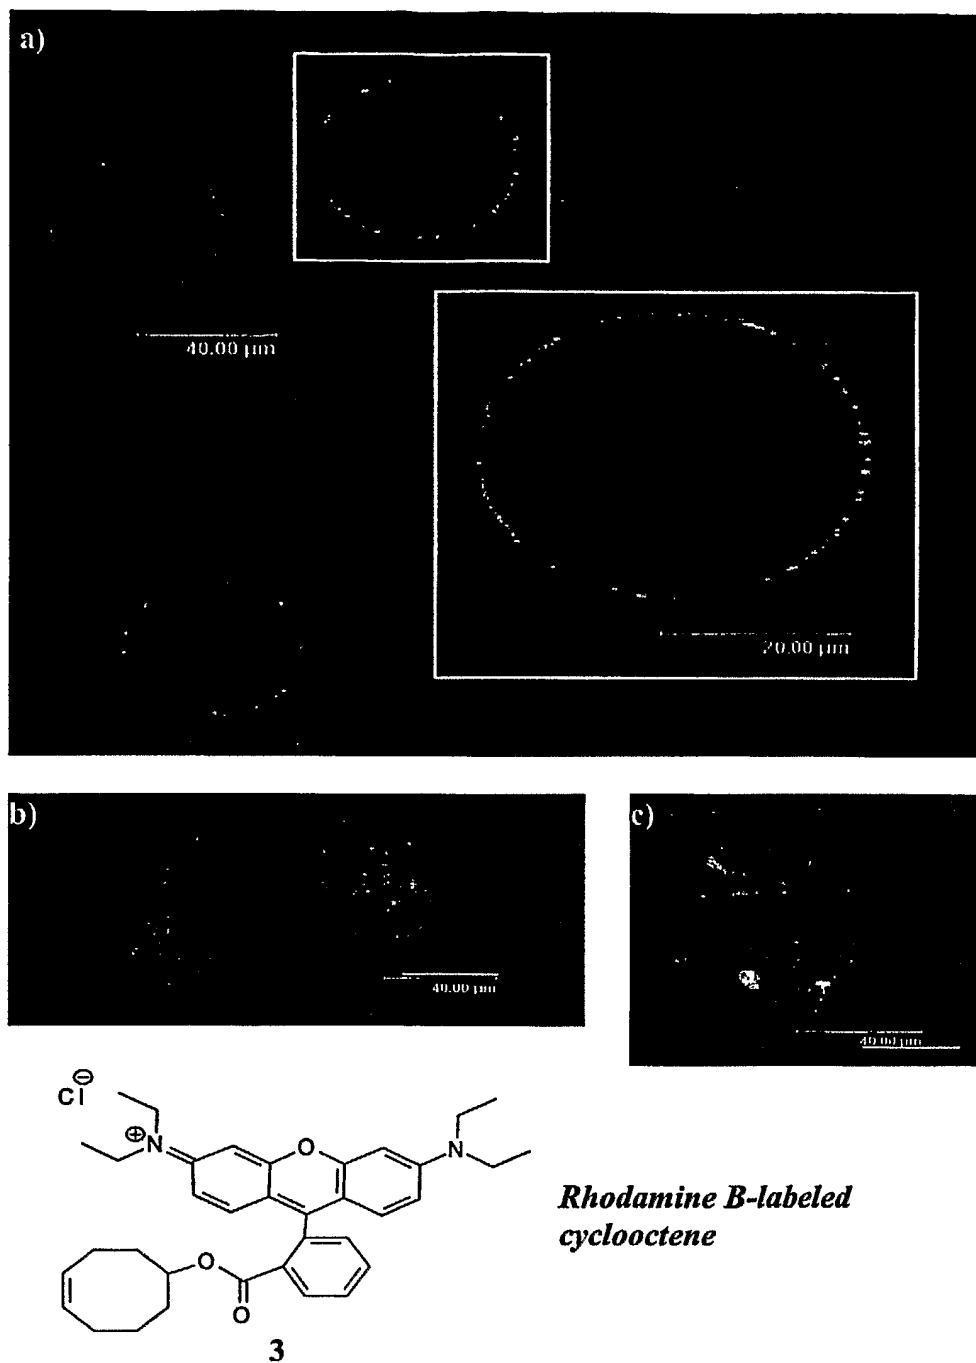 a)
40.00 µm
20.00 µm
b)
40.00 µm
c)
40.00 µm
Cl ⊖
N ⊕
O
N
O
O
Rhodamine B-labeled
cyclooctene
3